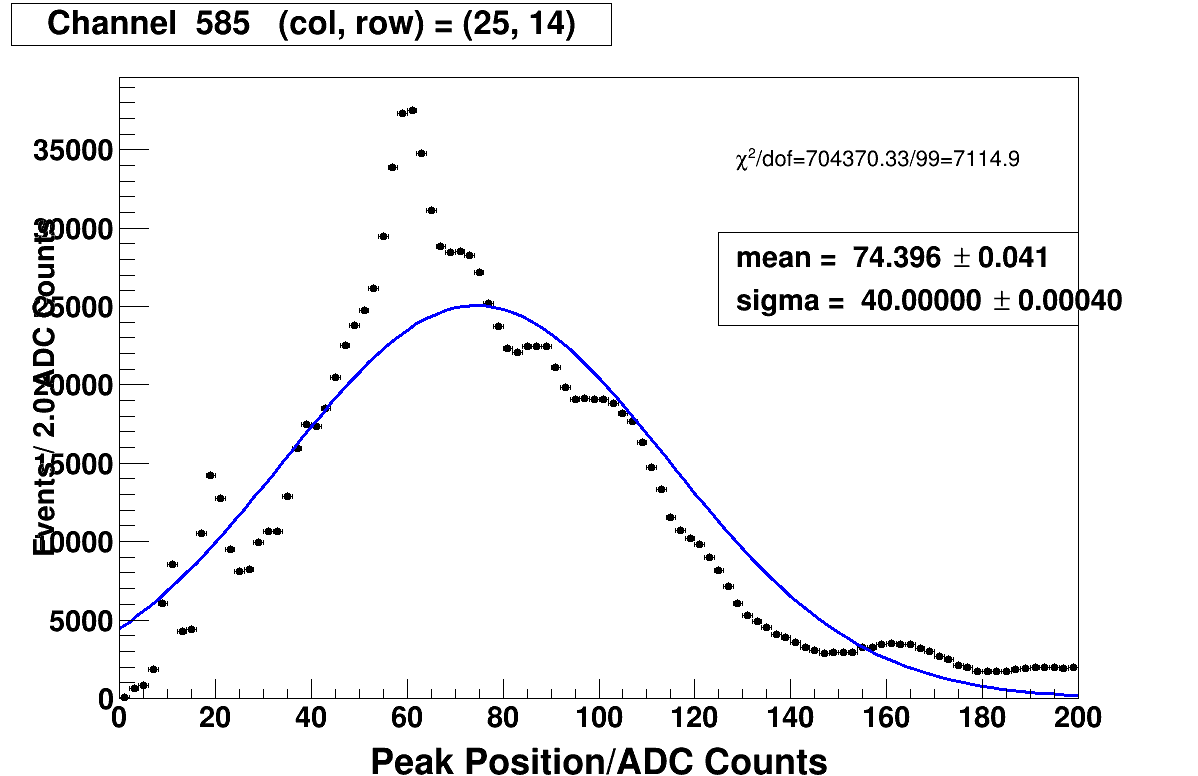 Channel 585 (col, row) = (25, 14)
χ²/dof=704370.33/99=7114.9
mean = 74.396 ± 0.041
sigma = 40.00000 ± 0.00040
Events / 2.0 ADC Counts
35000
30000
25000
20000
15000
10000
5000
0
0 20 40 60 80 100 120 140 160 180 200
Peak Position/ADC Counts